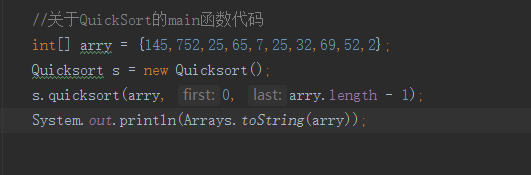 //关于QuickSort的main函数代码
int[] arry = {145,752,25,65,7,25,32,69,52,2};
Quicksort s = new Quicksort();
s.quicksort(arry, first: 0, last: arry.length - 1);
System.out.println(Arrays.toString(arry));